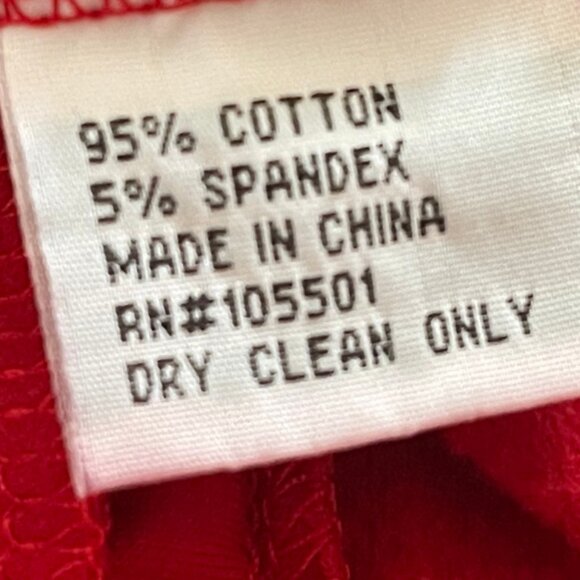 95% COTTON
5% SPANDEX
MADE IN CHINA
RN#105501
DRY CLEAN ONLY